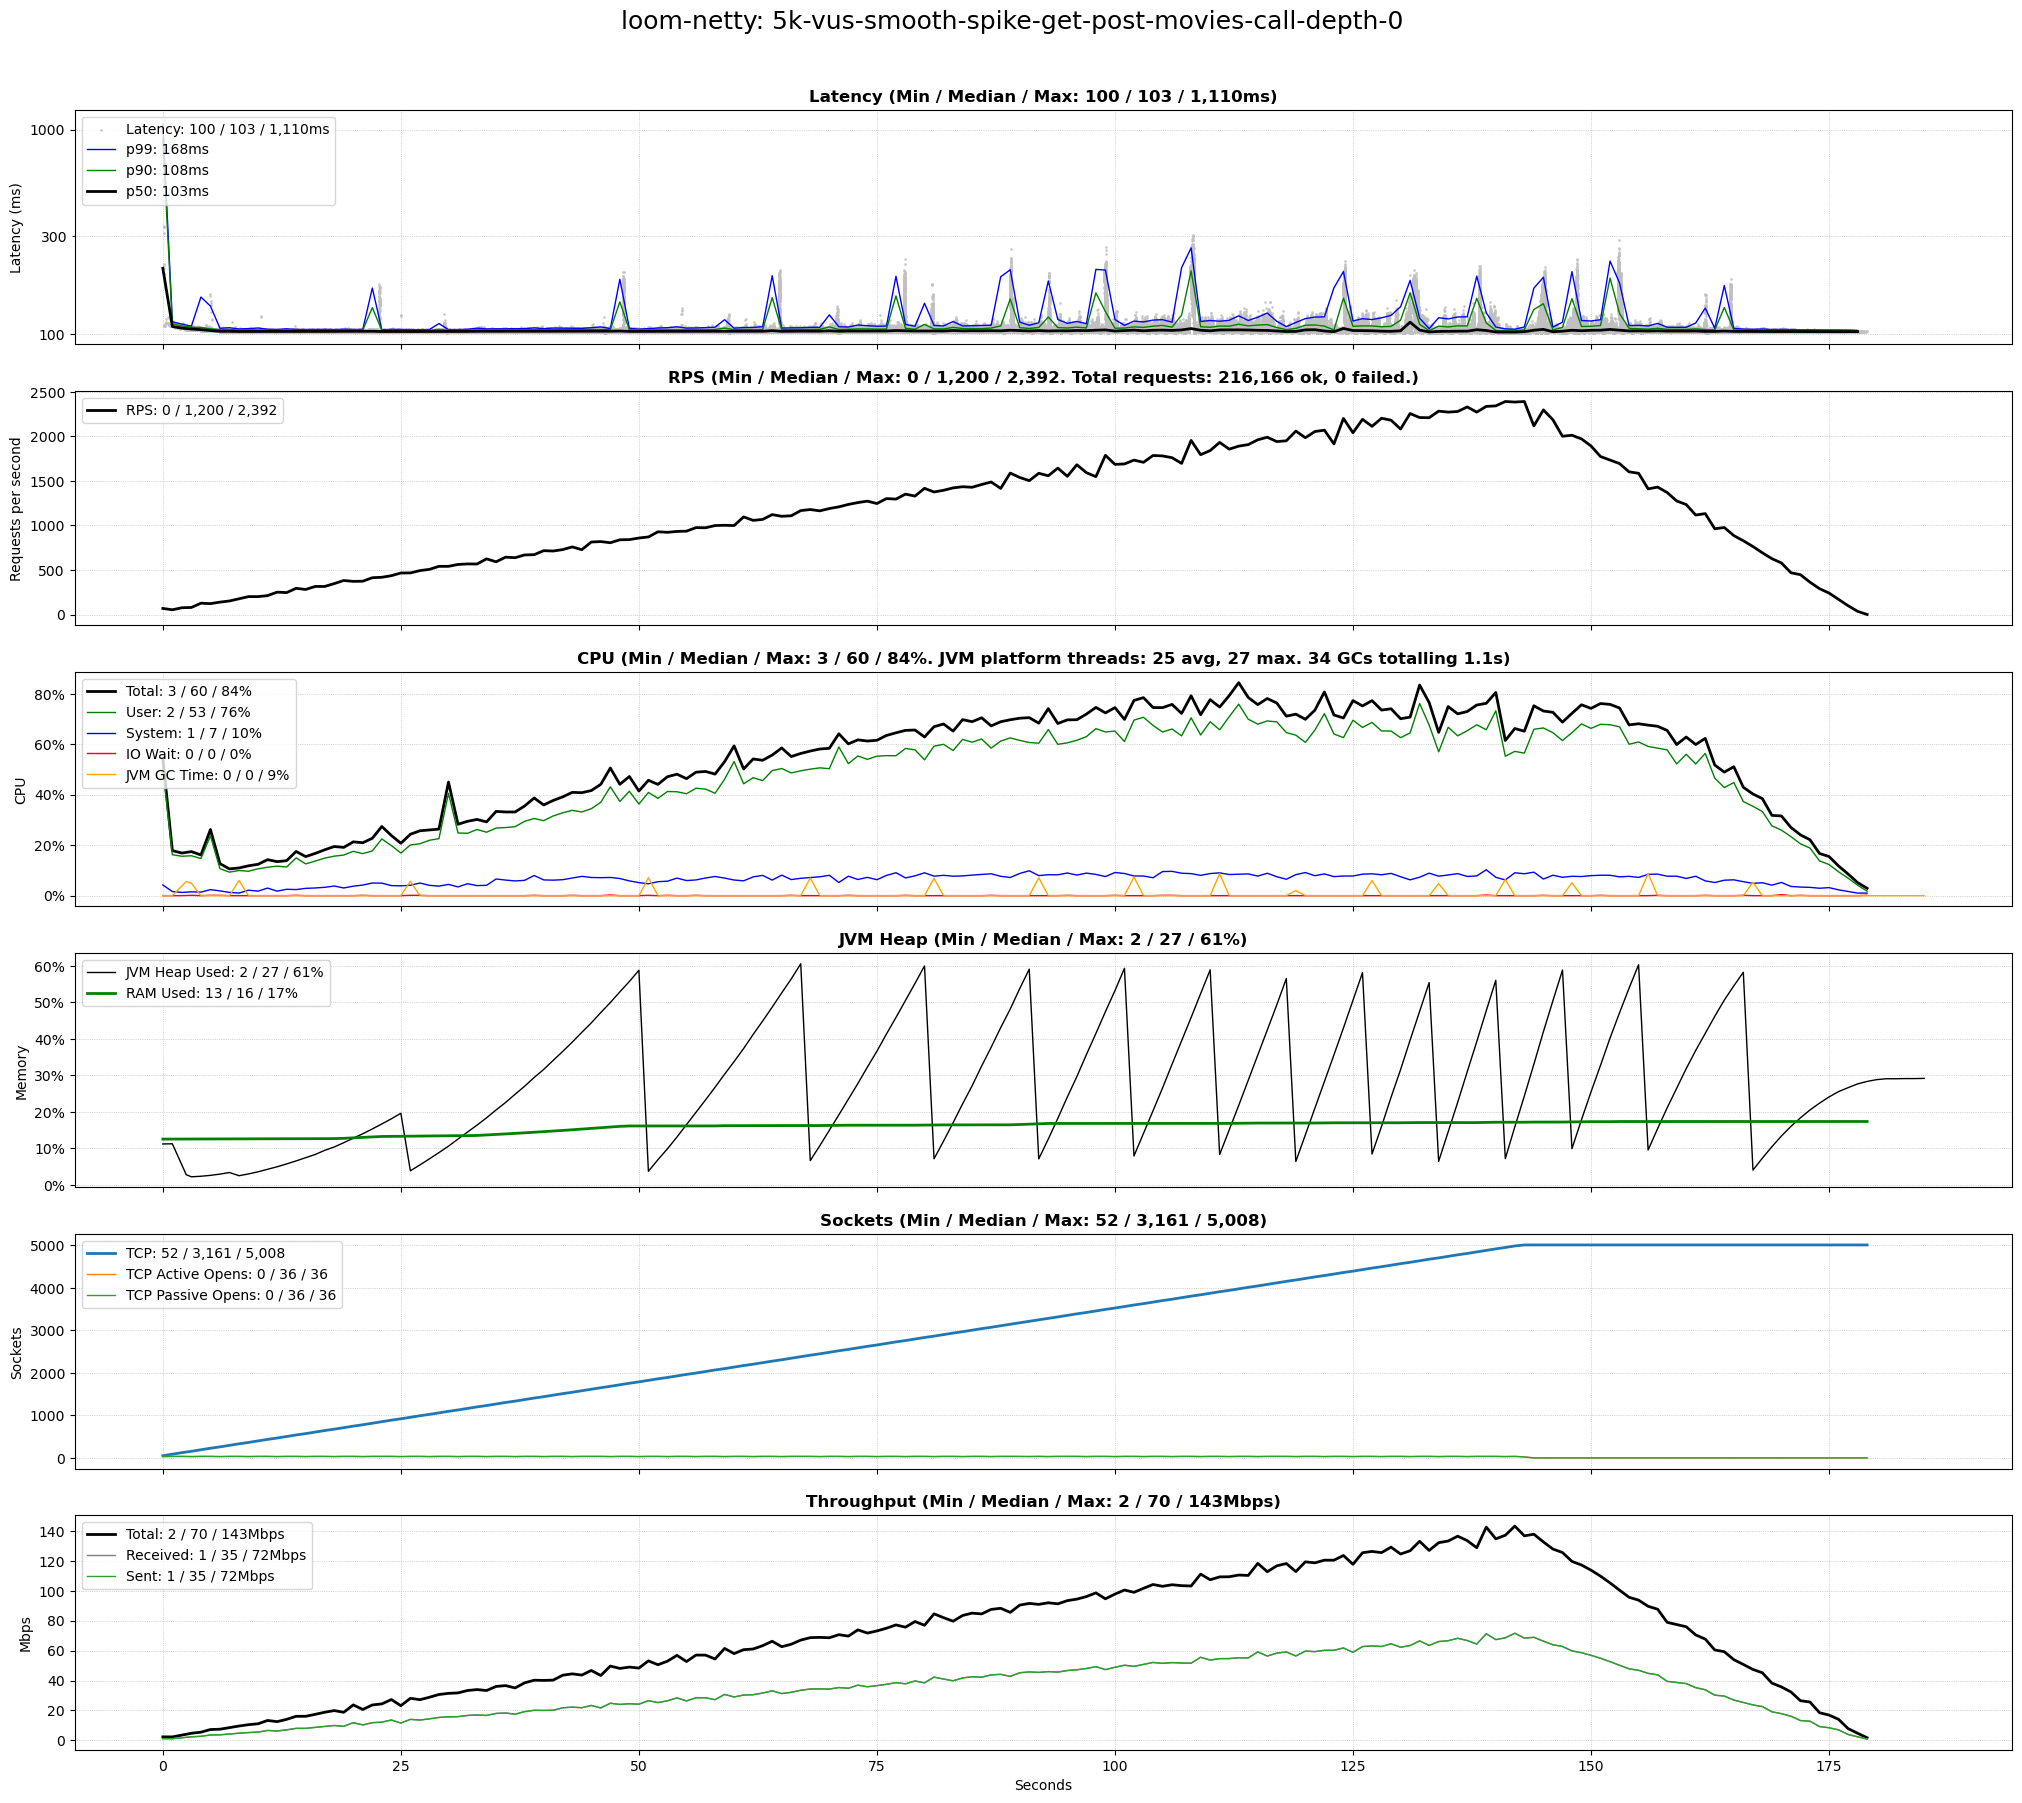 loom-netty: 5k-vus-smooth-spike-get-post-movies-call-depth-0
Latency (Min / Median / Max: 100 / 103 / 1,110ms)
Latency: 100 / 103 / 1,110ms
p99: 168ms
p90: 108ms
p50: 103ms
1000
300
100
Latency (ms)
RPS (Min / Median / Max: 0 / 1,200 / 2,392. Total requests: 216,166 ok, 0 failed.)
RPS: 0 / 1,200 / 2,392
2500
2000
1500
1000
500
0
Requests per second
CPU (Min / Median / Max: 3 / 60 / 84%. JVM platform threads: 25 avg, 27 max. 34 GCs totalling 1.1s)
Total: 3 / 60 / 84%
User: 2 / 53 / 76%
System: 1 / 7 / 10%
IO Wait: 0 / 0 / 0%
JVM GC Time: 0 / 0 / 9%
80%
60%
40%
20%
0%
CPU
JVM Heap (Min / Median / Max: 2 / 27 / 61%)
JVM Heap Used: 2 / 27 / 61%
RAM Used: 13 / 16 / 17%
60%
50%
40%
30%
20%
10%
0%
Memory
Sockets (Min / Median / Max: 52 / 3,161 / 5,008)
TCP: 52 / 3,161 / 5,008
TCP Active Opens: 0 / 36 / 36
TCP Passive Opens: 0 / 36 / 36
5000
4000
3000
2000
1000
0
Sockets
Throughput (Min / Median / Max: 2 / 70 / 143Mbps)
Total: 2 / 70 / 143Mbps
Received: 1 / 35 / 72Mbps
Sent: 1 / 35 / 72Mbps
140
120
100
80
60
40
20
0
Mbps
0 25 50 75 100 125 150 175
Seconds